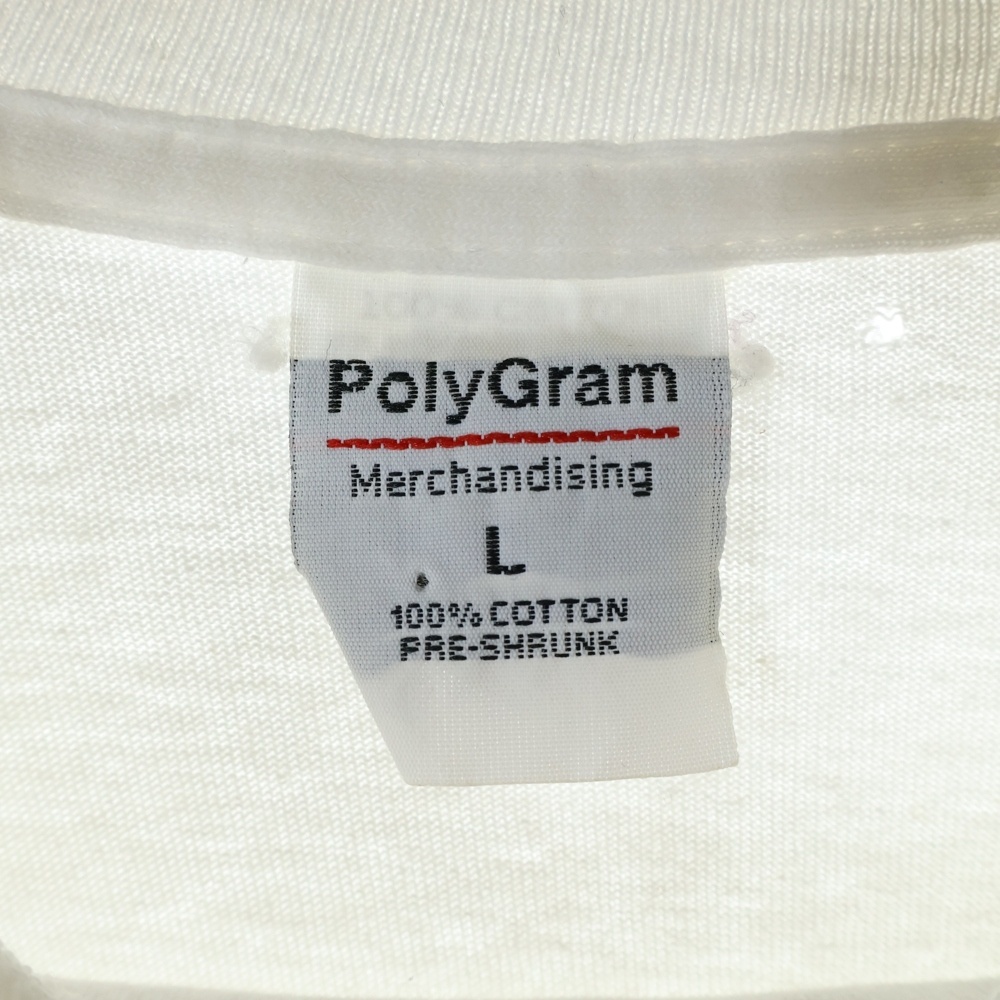 PolyGram
Merchandising
L
100% COTTON
PRE-SHRUNK